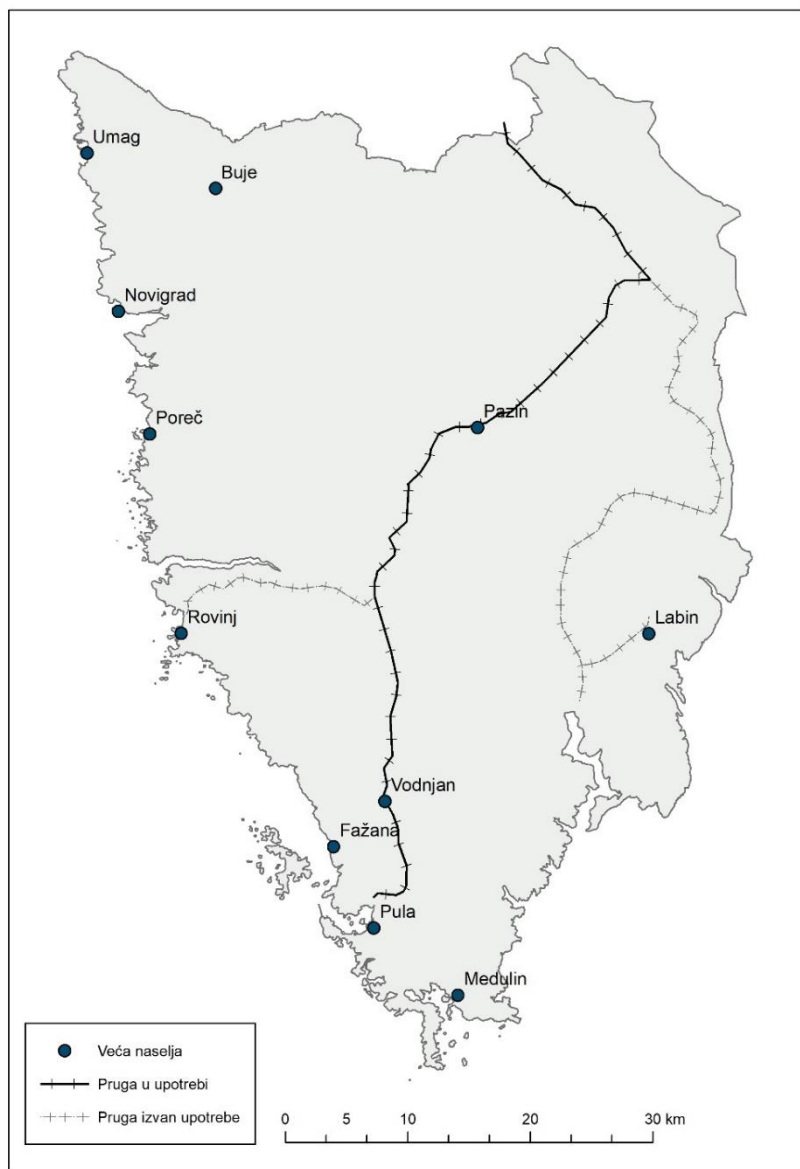 Umag
Buje
Novigrad
Poreč
Pazin
Rovinj
Labin
Vodnjan
Fažana
Pula
Medulin
Veća naselja
Pruga u upotrebi
Pruga izvan upotrebe
0 5 10 20 30 km